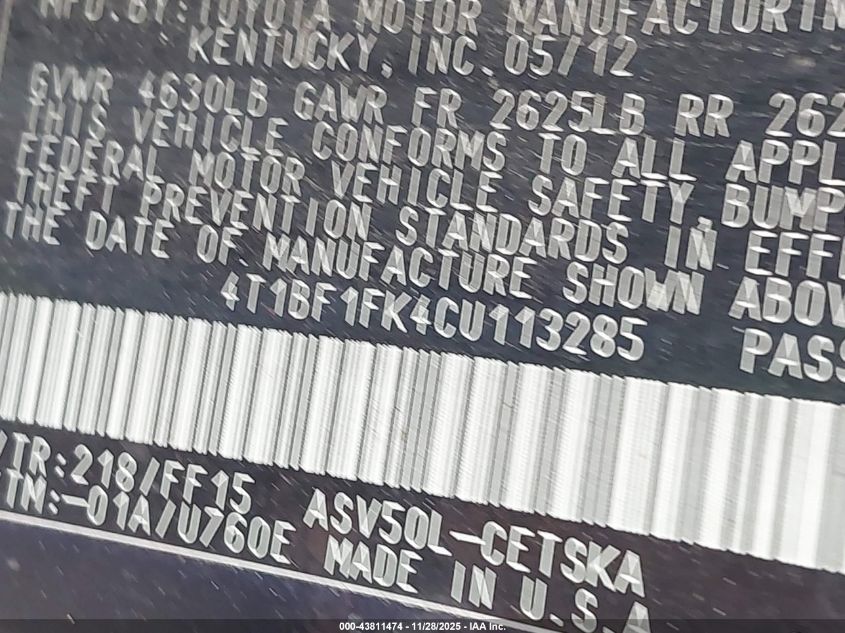 MFD.BY:TOYOTA MOTOR MANUFACTURIN
KENTUCKY,INC. 05/12
GVWR 4630LB GAWR FR 2625LB RR 262
THIS VEHICLE CONFORMS TO ALL APPL
FEDERAL MOTOR VEHICLE SAFETY,BUMP
THEFT PREVENTION STANDARDS IN EFFE
THE DATE OF MANUFACTURE SHOWN ABOV
4T1BF1FK4CU113285 PASS
/TR:218/FF15 ASV50L-CETSKA
TN:-01A/U760E MADE IN U.S.A
000-43811474 - 11/28/2025 - IAA Inc.